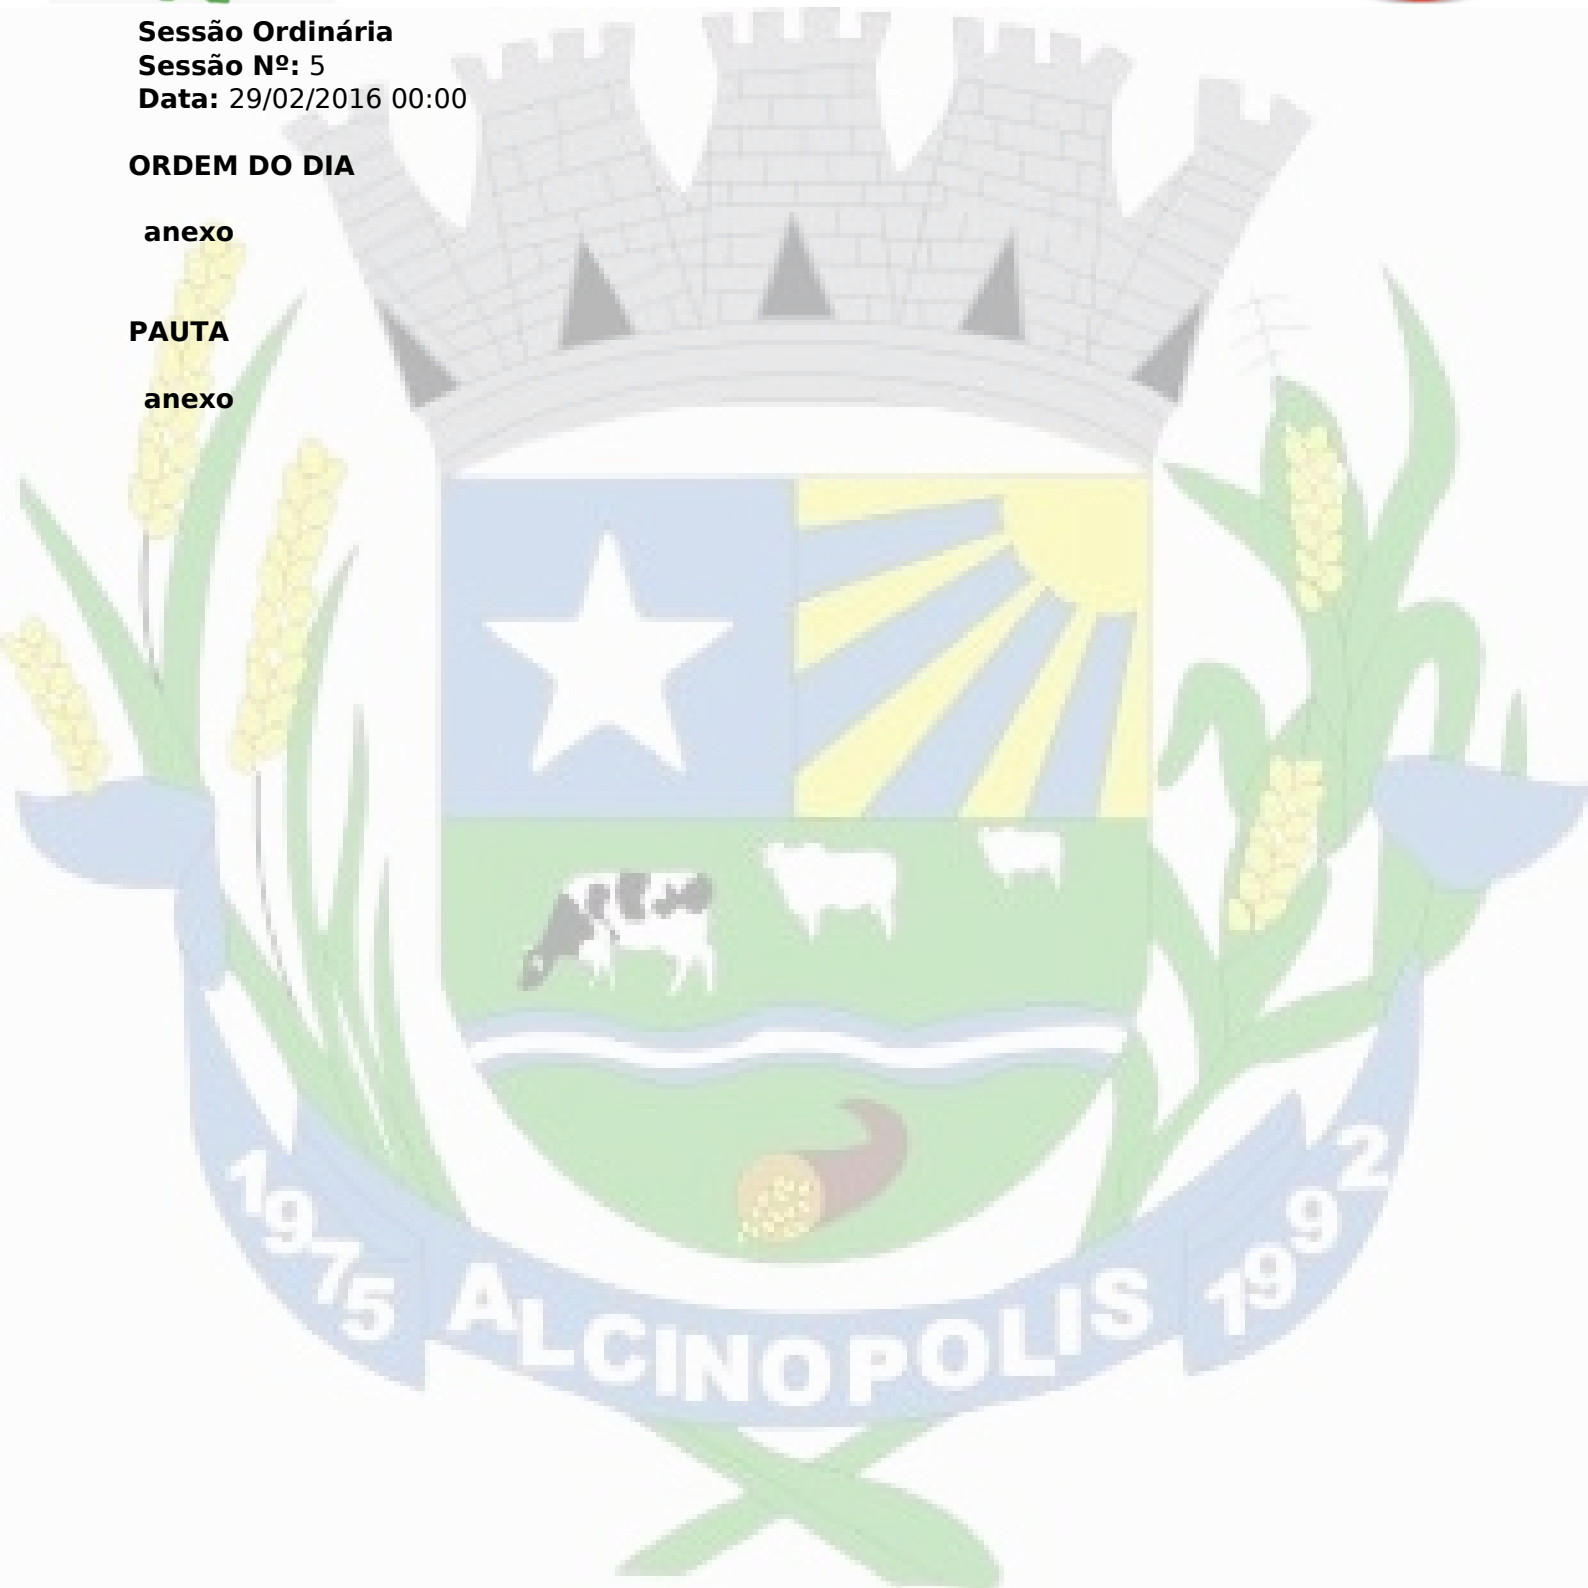 Sessão Ordinária
Sessão Nº: 5
Data: 29/02/2016 00:00
ORDEM DO DIA
anexo
PAUTA
anexo
1975 ALCINOPOLIS 1992